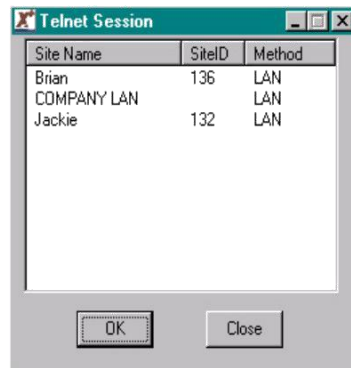 Telnet Session
Site Name SiteID Method
Brian 136 LAN
COMPANY LAN LAN
Jackie 132 LAN
OK Close